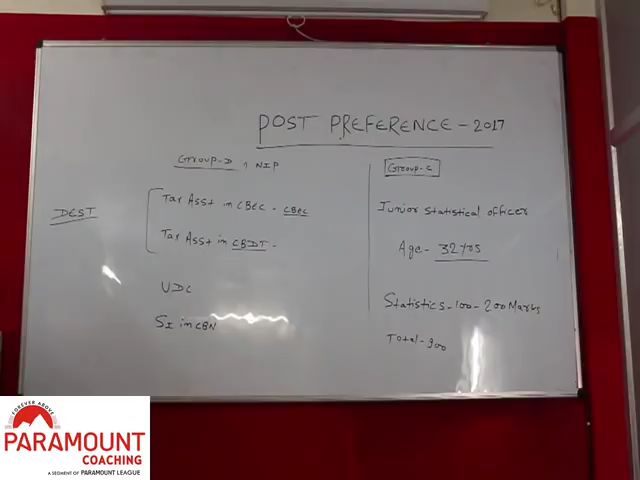 POST PREFERENCE - 2017
Group-D, NIP
DEST
Tax Asst in CBEC - CBEC
Tax Asst in CBDT -
UDC
SI in CBN
Group-C
Junior Statistical officer
Age - 32 yrs
Statistics - 100 - 200 Marks
Total - 900
FOREVER ABOVE
PARAMOUNT
COACHING
A SEGMENT OF PARAMOUNT LEAGUE